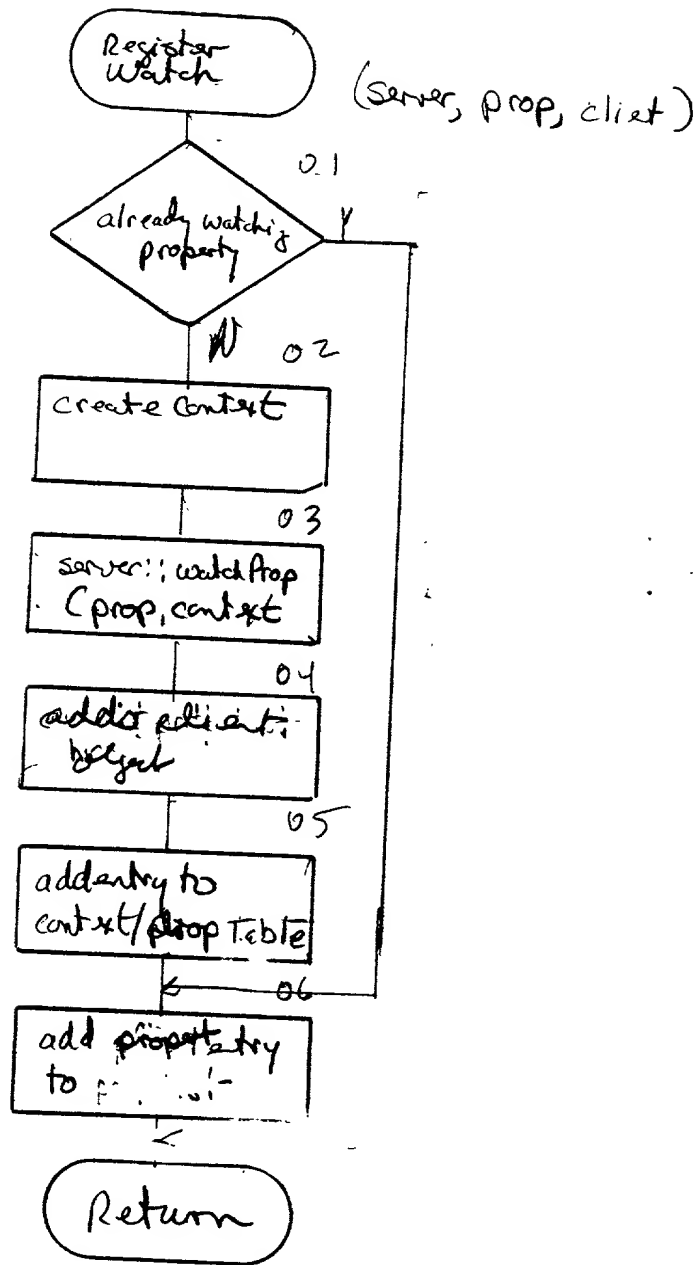 Register
Watch
(server, prop, cliet)
01
already watching
property
Y
N
02
create context
03
server::watchProp
(prop, context
04
05
add entry to
context/prop Table
06
add entry
to
Return